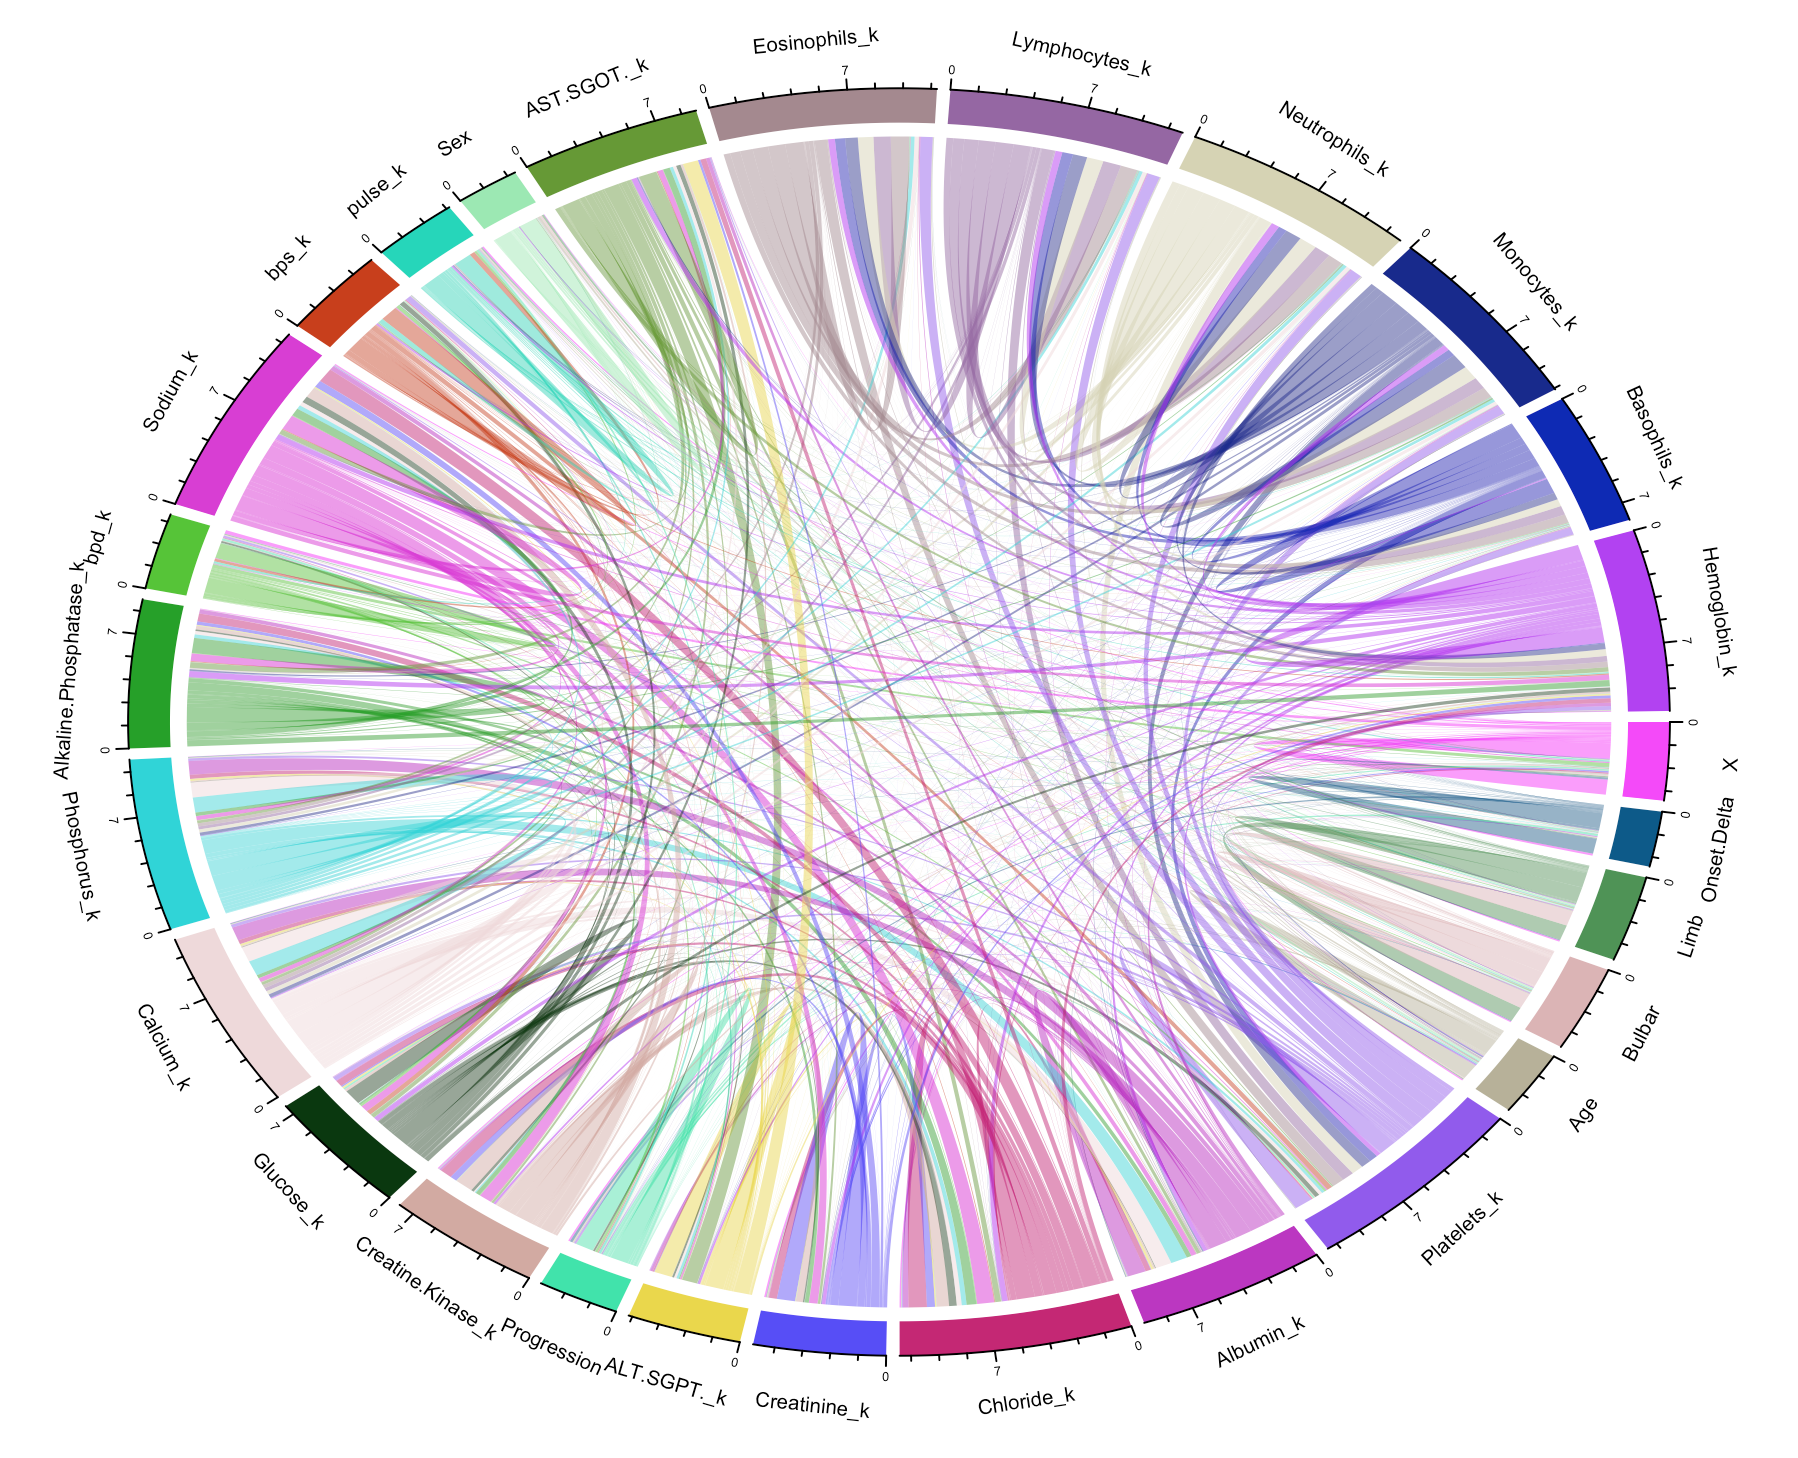 Eosinophils_k
Lymphocytes_k
Neutrophils_k
Monocytes_k
Basophils_k
Hemoglobin_k
X
Onset.Delta
Limb
Bulbar
Age
Platelets_k
Albumin_k
Chloride_k
Creatinine_k
ALT.SGPT._k
Progression
Creatine.Kinase_k
Glucose_k
Calcium_k
Phosphorus_k
Alkaline.Phosphatase_k
bpd_k
Sodium_k
bps_k
pulse_k
Sex
AST.SGOT._k
0
7
0
7
0
7
0
7
0
7
0
7
0
0
0
0
0
0
7
0
7
0
7
0
0
0
0
7
0
7
0
7
0
7
0
7
0
0
7
0
0
0
0
7